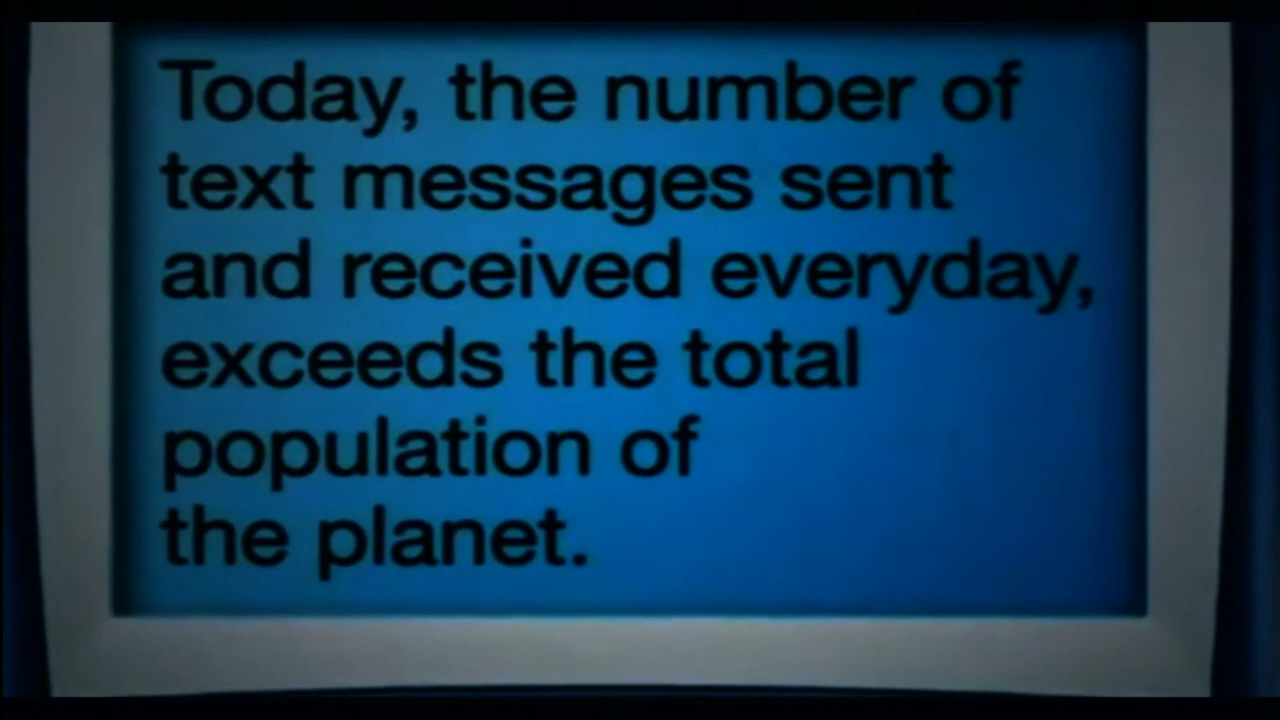 Today, the number of
text messages sent
and received everyday,
exceeds the total
population of
the planet.